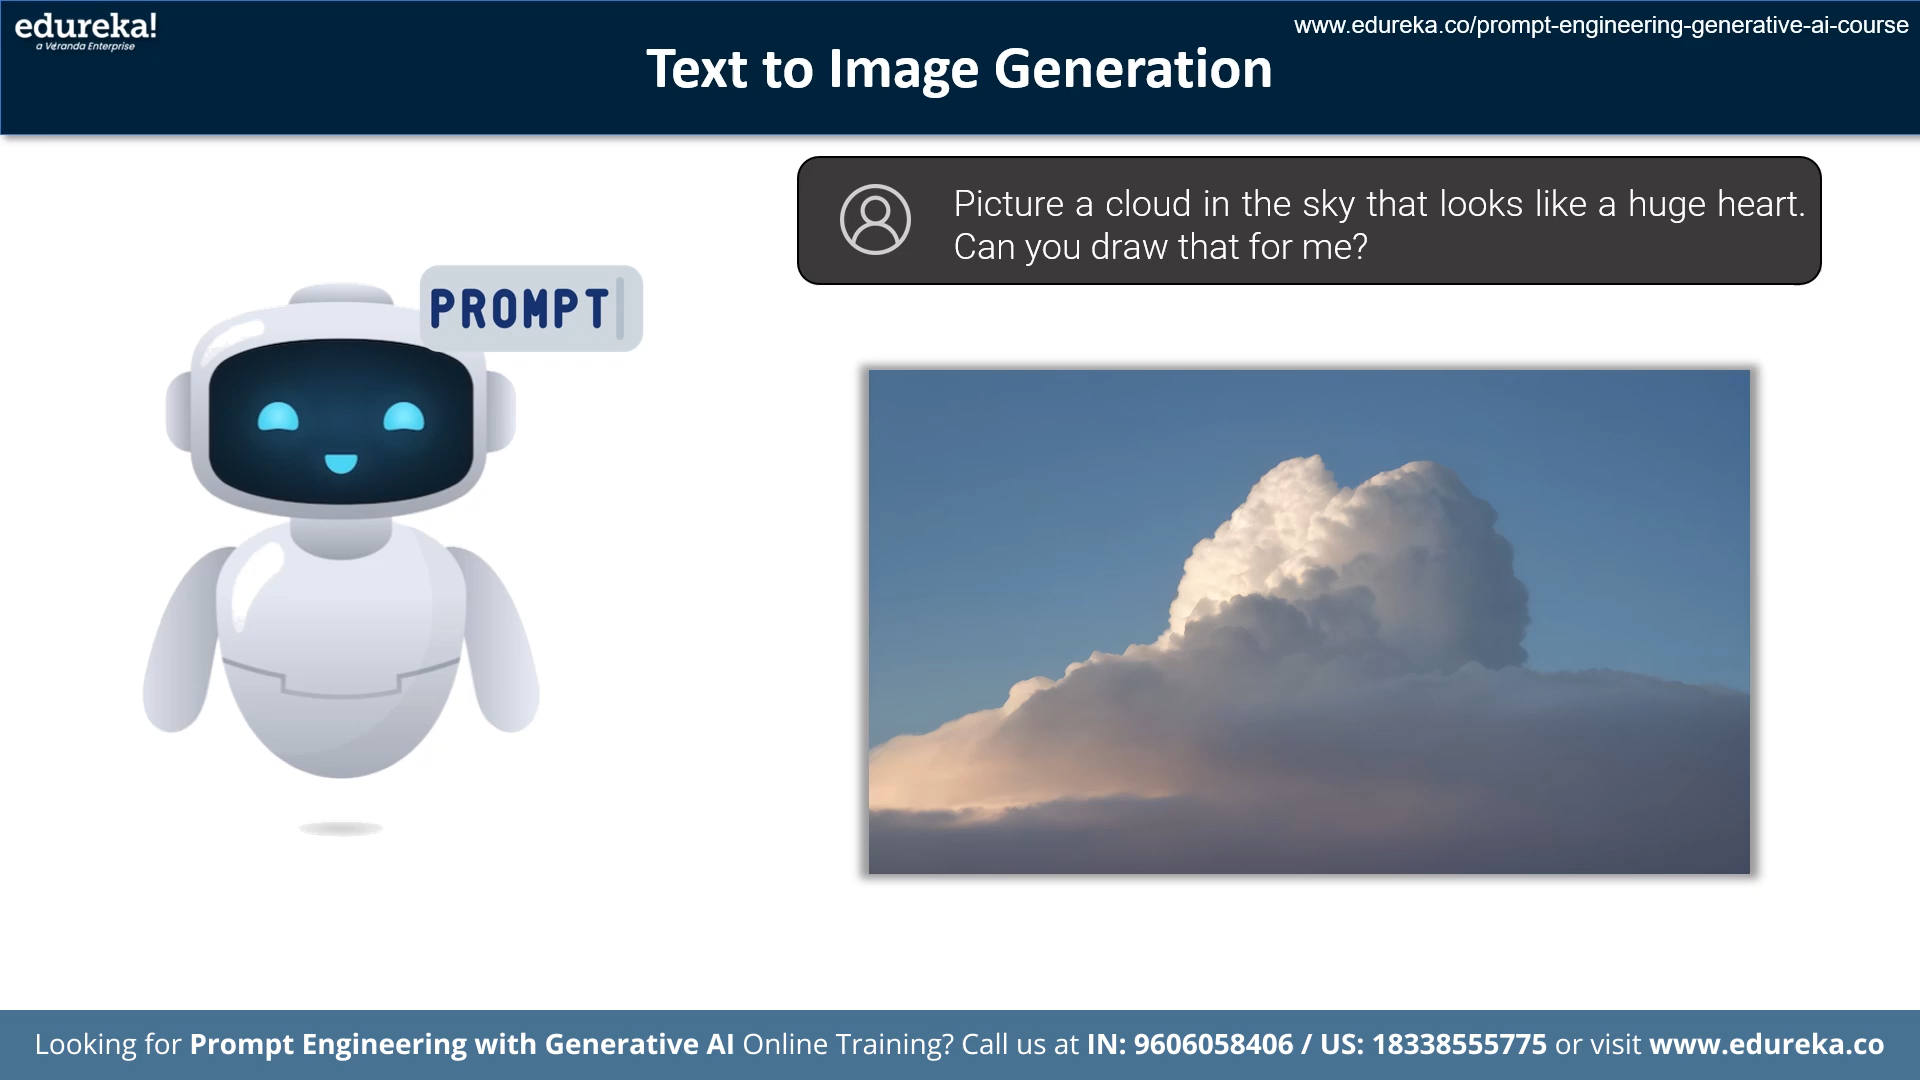 edureka!
a Veranda Enterprise
www.edureka.co/prompt-engineering-generative-ai-course
Text to Image Generation
Picture a cloud in the sky that looks like a huge heart.
Can you draw that for me?
PROMPT
Looking for Prompt Engineering with Generative AI Online Training? Call us at IN: 9606058406 / US: 18338555775 or visit www.edureka.co